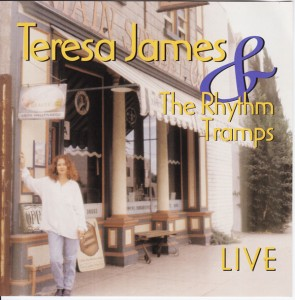 Teresa James
&
The Rhythm
Tramps
LIVE